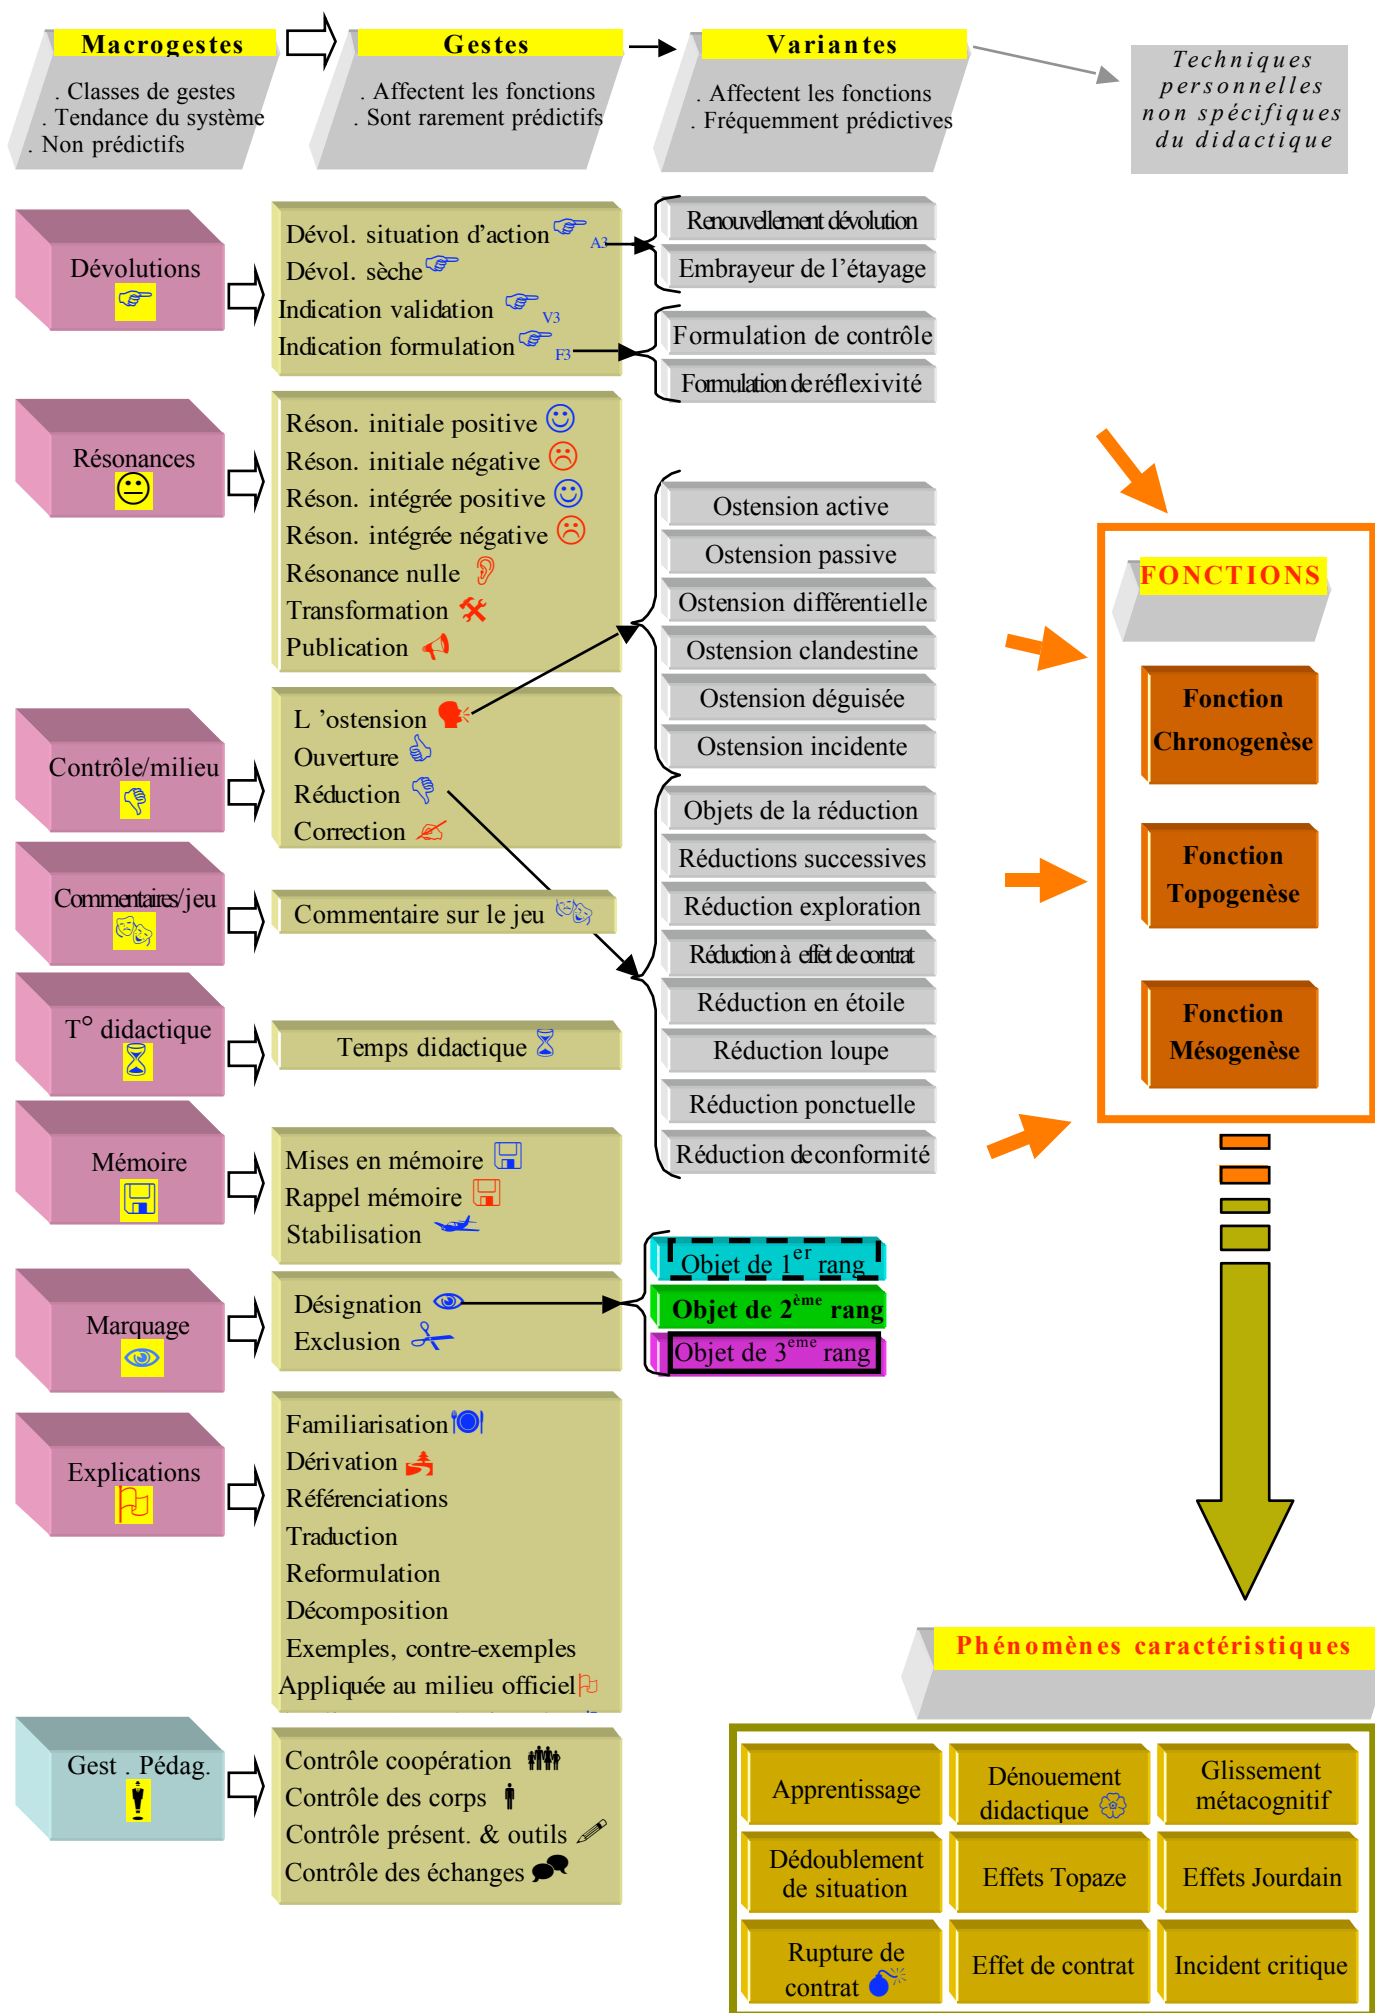 Macrogestes
. Classes de gestes
. Tendance du système
. Non prédictifs
Gestes
. Affectent les fonctions
. Sont rarement prédictifs
Variantes
. Affectent les fonctions
. Fréquemment prédictives
Techniques
personnelles
non spécifiques
du didactique
Dévolutions
Dévol. situation d'action A3
Dévol. sèche
Indication validation V3
Indication formulation F3
Renouvellement dévolution
Embrayeur de l'étayage
Formulation de contrôle
Formulation de réflexivité
Résonances
Réson. initiale positive
Réson. initiale négative
Réson. intégrée positive
Réson. intégrée négative
Résonance nulle
Transformation
Publication
Contrôle/milieu
L 'ostension
Ouverture
Réduction
Correction
Ostension active
Ostension passive
Ostension différentielle
Ostension clandestine
Ostension déguisée
Ostension incidente
Objets de la réduction
Réductions successives
Réduction exploration
Réduction à effet de contrat
Réduction en étoile
Réduction loupe
Réduction ponctuelle
Réduction de conformité
Commentaires/jeu
Commentaire sur le jeu
T° didactique
Temps didactique
Mémoire
Mises en mémoire
Rappel mémoire
Stabilisation
Marquage
Désignation
Exclusion
Objet de 1er rang
Objet de 2ème rang
Objet de 3eme rang
Explications
Familiarisation
Dérivation
Référenciations
Traduction
Reformulation
Décomposition
Exemples, contre-exemples
Appliquée au milieu officiel
Gest . Pédag.
Contrôle coopération
Contrôle des corps
Contrôle présent. & outils
Contrôle des échanges
FONCTIONS
Fonction
Chronogenèse
Fonction
Topogenèse
Fonction
Mésogenèse
Phénomènes caractéristiques
Apprentissage
Dénouement
didactique
Glissement
métacognitif
Dédoublement
de situation
Effets Topaze
Effets Jourdain
Rupture de
contrat
Effet de contrat
Incident critique